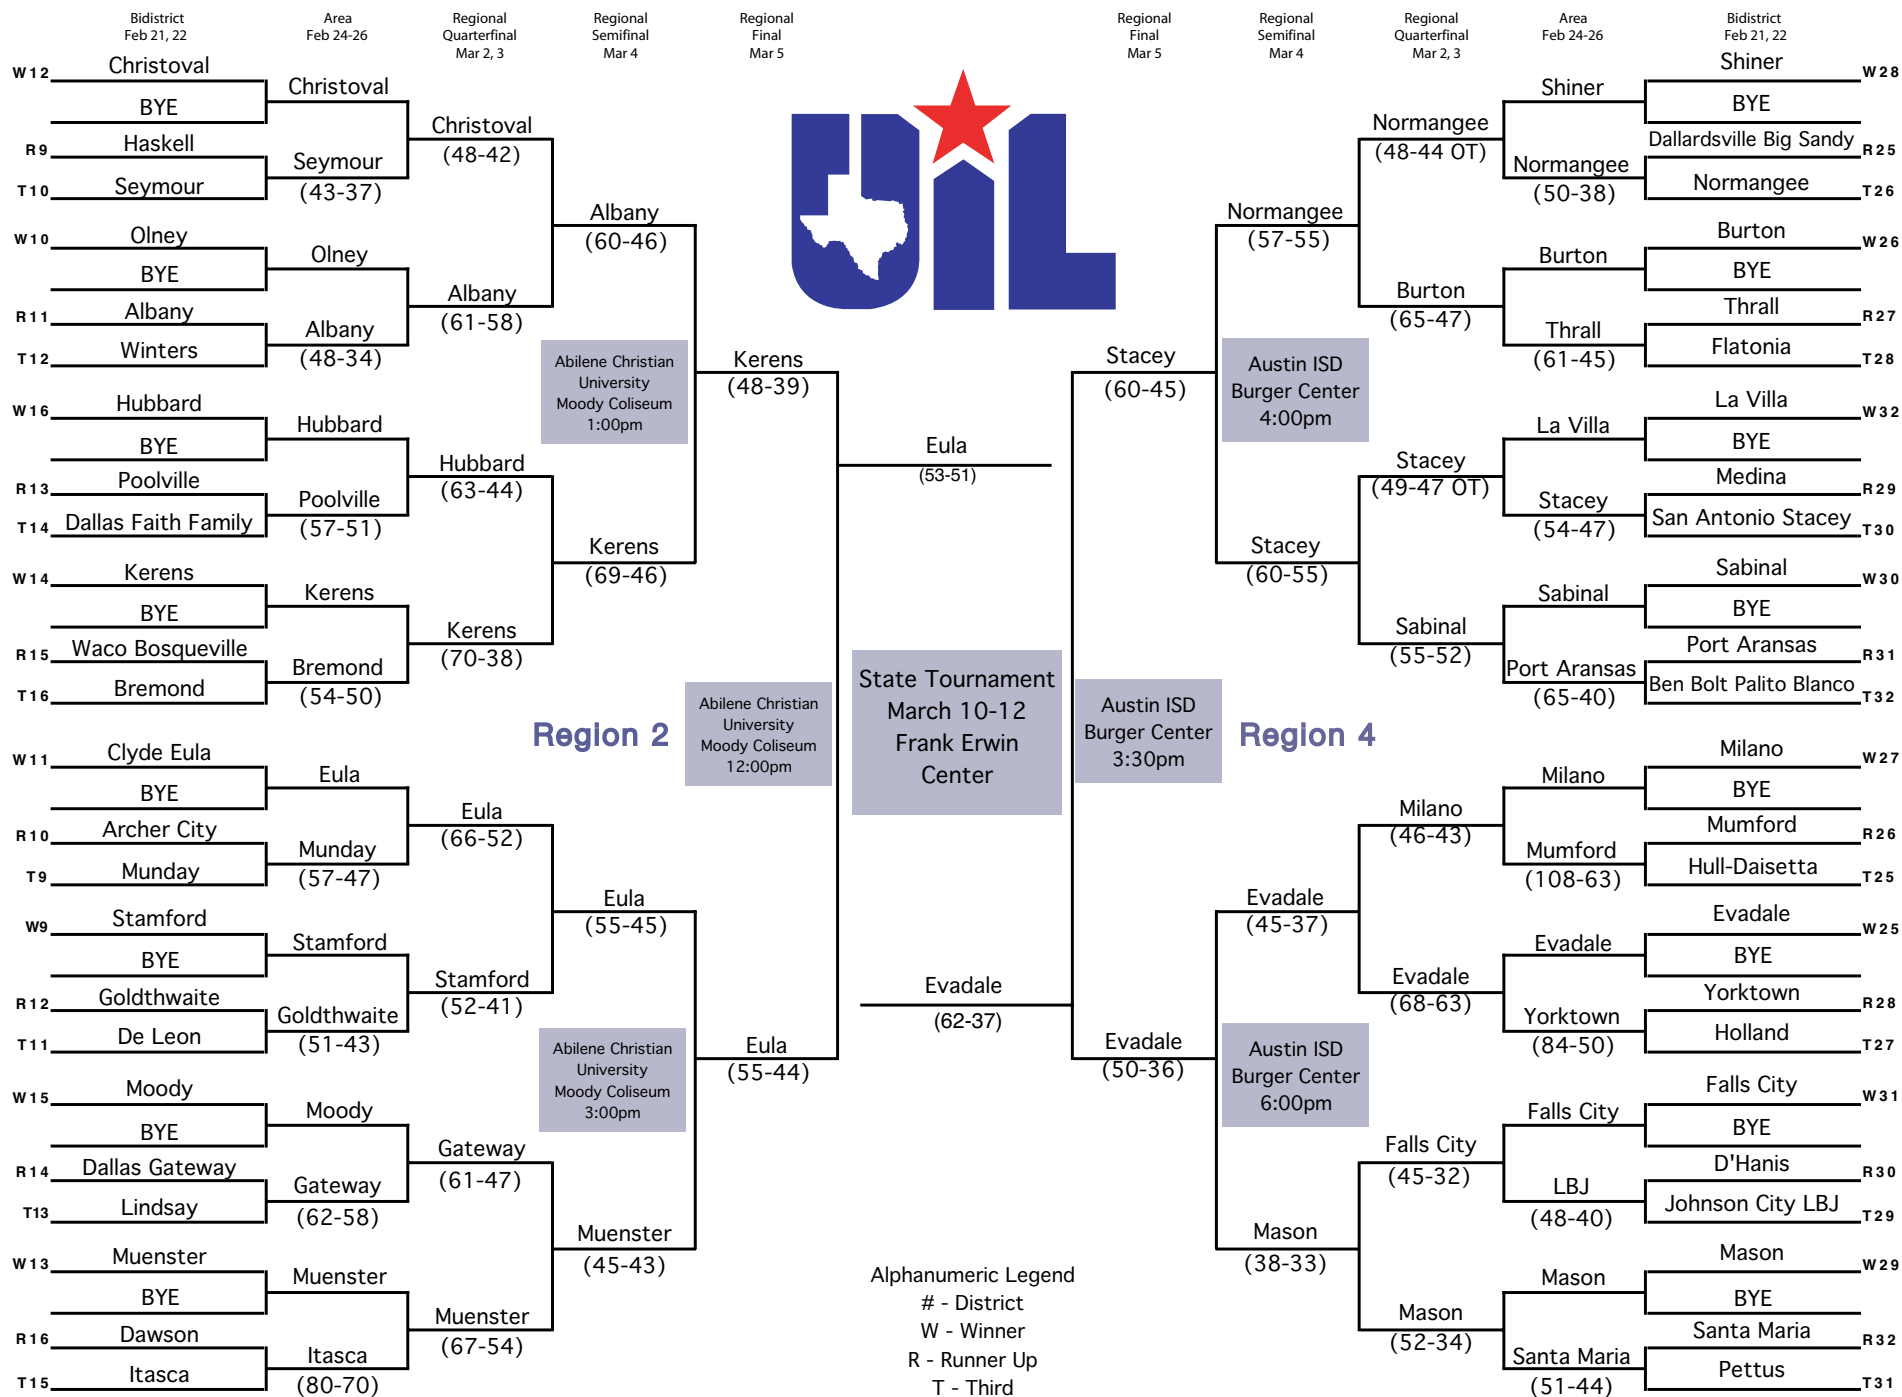 Bidistrict
Feb 21, 22
Area
Feb 24-26
Regional
Quarterfinal
Mar 2, 3
Regional
Semifinal
Mar 4
Regional
Final
Mar 5
Regional
Final
Mar 5
Regional
Semifinal
Mar 4
Regional
Quarterfinal
Mar 2, 3
Area
Feb 24-26
Bidistrict
Feb 21, 22
W12 Christoval
BYE
R9 Haskell
T10 Seymour
W10 Olney
BYE
R11 Albany
T12 Winters
W16 Hubbard
BYE
R13 Poolville
T14 Dallas Faith Family
W14 Kerens
BYE
R15 Waco Bosqueville
T16 Bremond
W11 Clyde Eula
BYE
R10 Archer City
T9 Munday
W9 Stamford
BYE
R12 Goldthwaite
T11 De Leon
W15 Moody
BYE
R14 Dallas Gateway
T13 Lindsay
W13 Muenster
BYE
R16 Dawson
T15 Itasca
Christoval
Seymour
(43-37)
Olney
Albany
(48-34)
Hubbard
Poolville
(57-51)
Kerens
Bremond
(54-50)
Eula
Munday
(57-47)
Stamford
Goldthwaite
(51-43)
Moody
Gateway
(62-58)
Muenster
Itasca
(80-70)
Christoval
(48-42)
Albany
(61-58)
Hubbard
(63-44)
Kerens
(70-38)
Eula
(66-52)
Stamford
(52-41)
Gateway
(61-47)
Muenster
(67-54)
Albany
(60-46)
Abilene Christian
University
Moody Coliseum
1:00pm
Kerens
(69-46)
Region 2
Eula
(55-45)
Abilene Christian
University
Moody Coliseum
3:00pm
Muenster
(45-43)
Kerens
(48-39)
Abilene Christian
University
Moody Coliseum
12:00pm
Eula
(55-44)
UIL
Eula
(53-51)
State Tournament
March 10-12
Frank Erwin
Center
Evadale
(62-37)
Alphanumeric Legend
# - District
W - Winner
R - Runner Up
T - Third
Stacey
(60-45)
Austin ISD
Burger Center
3:30pm
Evadale
(50-36)
Normangee
(57-55)
Austin ISD
Burger Center
4:00pm
Stacey
(60-55)
Region 4
Evadale
(45-37)
Austin ISD
Burger Center
6:00pm
Mason
(38-33)
Normangee
(48-44 OT)
Burton
(65-47)
Stacey
(49-47 OT)
Sabinal
(55-52)
Milano
(46-43)
Evadale
(68-63)
Falls City
(45-32)
Mason
(52-34)
Shiner
Normangee
(50-38)
Burton
Thrall
(61-45)
La Villa
Stacey
(54-47)
Sabinal
Port Aransas
(65-40)
Milano
Mumford
(108-63)
Evadale
Yorktown
(84-50)
Falls City
LBJ
(48-40)
Mason
Santa Maria
(51-44)
Shiner W28
BYE
Dallardsville Big Sandy R25
Normangee T26
Burton W26
BYE
Thrall R27
Flatonia T28
La Villa W32
BYE
Medina R29
San Antonio Stacey T30
Sabinal W30
BYE
Port Aransas R31
Ben Bolt Palito Blanco T32
Milano W27
BYE
Mumford R26
Hull-Daisetta T25
Evadale W25
BYE
Yorktown R28
Holland T27
Falls City W31
BYE
D'Hanis R30
Johnson City LBJ T29
Mason W29
BYE
Santa Maria R32
Pettus T31